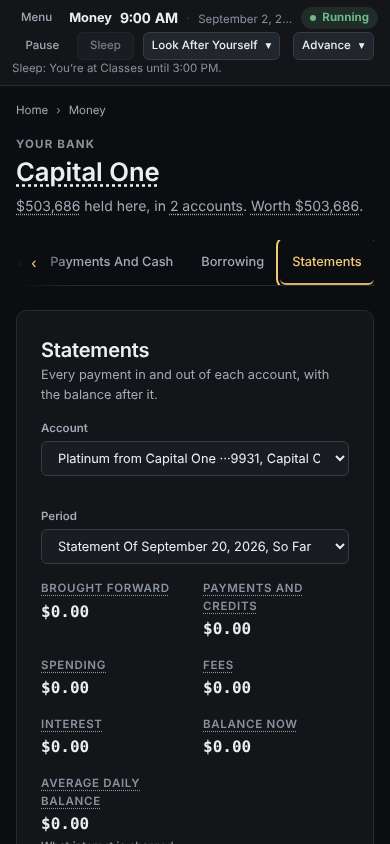 Menu Money 9:00 AM · September 2, 2... Running
Pause Sleep Look After Yourself ▾ Advance ▾
Sleep: You're at Classes until 3:00 PM.
Home › Money
YOUR BANK
Capital One
$503,686 held here, in 2 accounts. Worth $503,686.
‹ Payments And Cash Borrowing Statements
Statements
Every payment in and out of each account, with
the balance after it.
Account
Platinum from Capital One ···9931, Capital C
Period
Statement Of September 20, 2026, So Far
BROUGHT FORWARD
$0.00
PAYMENTS AND
CREDITS
$0.00
SPENDING
$0.00
FEES
$0.00
INTEREST
$0.00
BALANCE NOW
$0.00
AVERAGE DAILY
BALANCE
$0.00